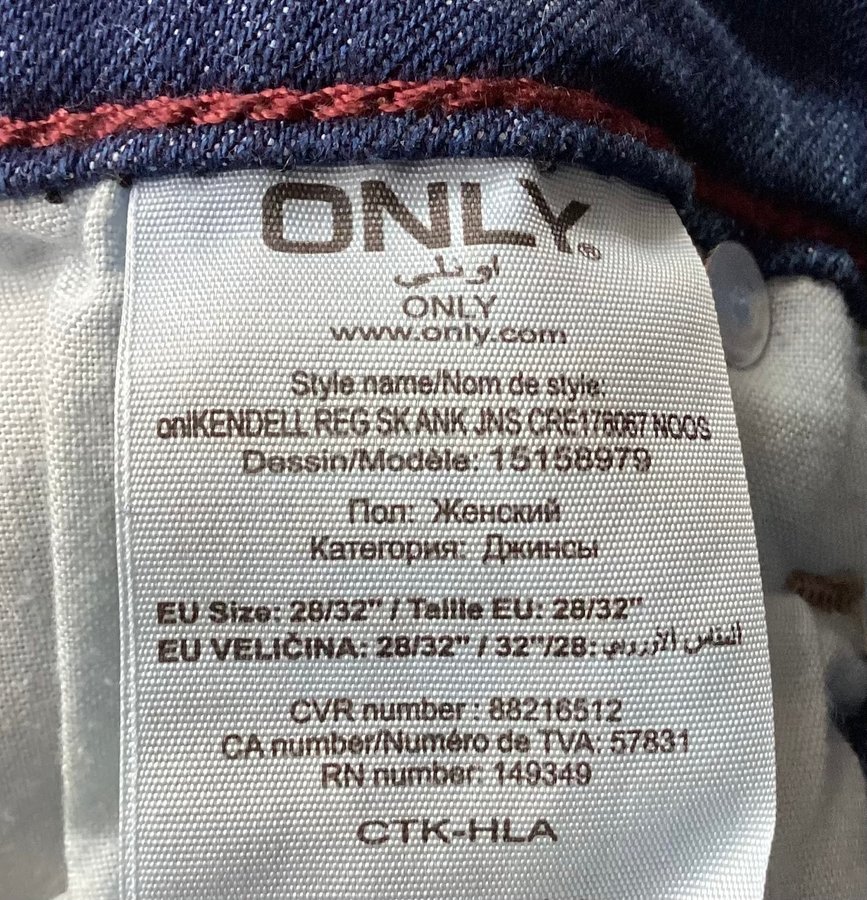 ONLY®
اونلي
ONLY
www.only.com
Style name/Nom de style:
onlKENDELL REG SK ANK JNS CRE178067 NOOS
Dessin/Modèle: 15158979
Пол: Женский
Категория: Джинсы
EU Size: 28/32" / Taille EU: 28/32"
EU VELIČINA: 28/32" / 32"/28: المقاس الأوروبي
CVR number : 88216512
CA number/Numéro de TVA: 57831
RN number: 149349
CTK-HLA